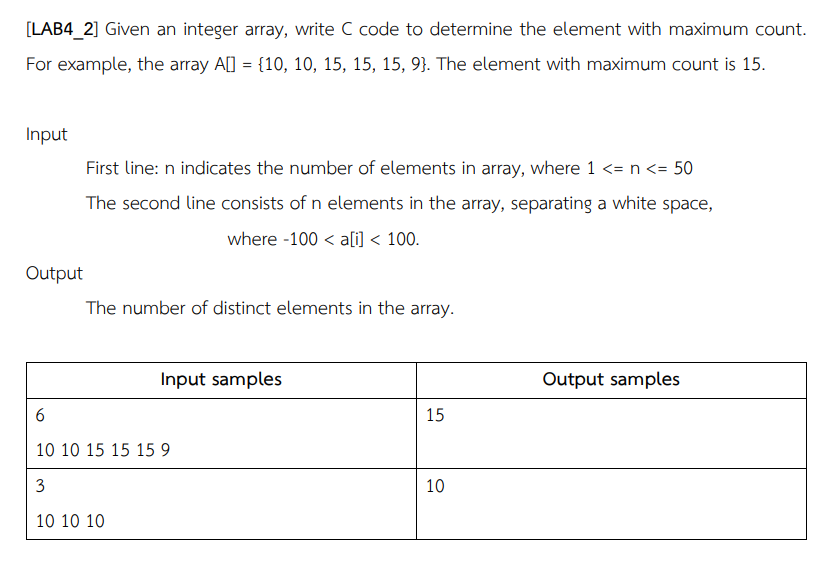 [LAB4_2] Given an integer array, write C code to determine the element with maximum count.
For example, the array A[] = {10, 10, 15, 15, 15, 9}. The element with maximum count is 15.
Input
First line: n indicates the number of elements in array, where 1 <= n <= 50
The second line consists of n elements in the array, separating a white space,
where -100 < a[i] < 100.
Output
The number of distinct elements in the array.
Input samples
Output samples
6
10 10 15 15 15 9
15
3
10 10 10
10